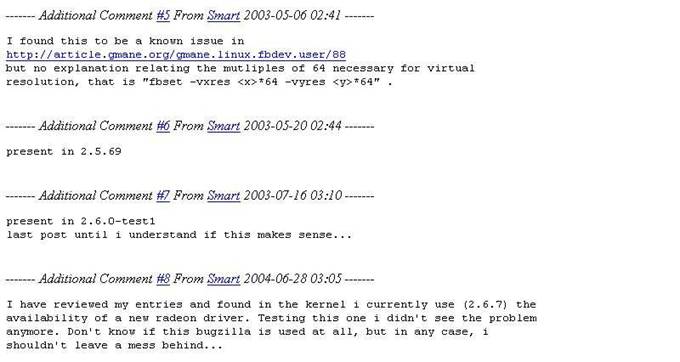 ------- Additional Comment #5 From Smart 2003-05-06 02:41 -------
I found this to be a known issue in
http://article.gmane.org/gmane.linux.fbdev.user/88
but no explanation relating the mutliples of 64 necessary for virtual
resolution, that is "fbset -vxres <x>*64 -vyres <y>*64" .
------- Additional Comment #6 From Smart 2003-05-20 02:44 -------
present in 2.5.69
------- Additional Comment #7 From Smart 2003-07-16 03:10 -------
present in 2.6.0-test1
last post until i understand if this makes sense...
------- Additional Comment #8 From Smart 2004-06-28 03:05 -------
I have reviewed my entries and found in the kernel i currently use (2.6.7) the
availability of a new radeon driver. Testing this one i didn't see the problem
anymore. Don't know if this bugzilla is used at all, but in any case, i
shouldn't leave a mess behind...